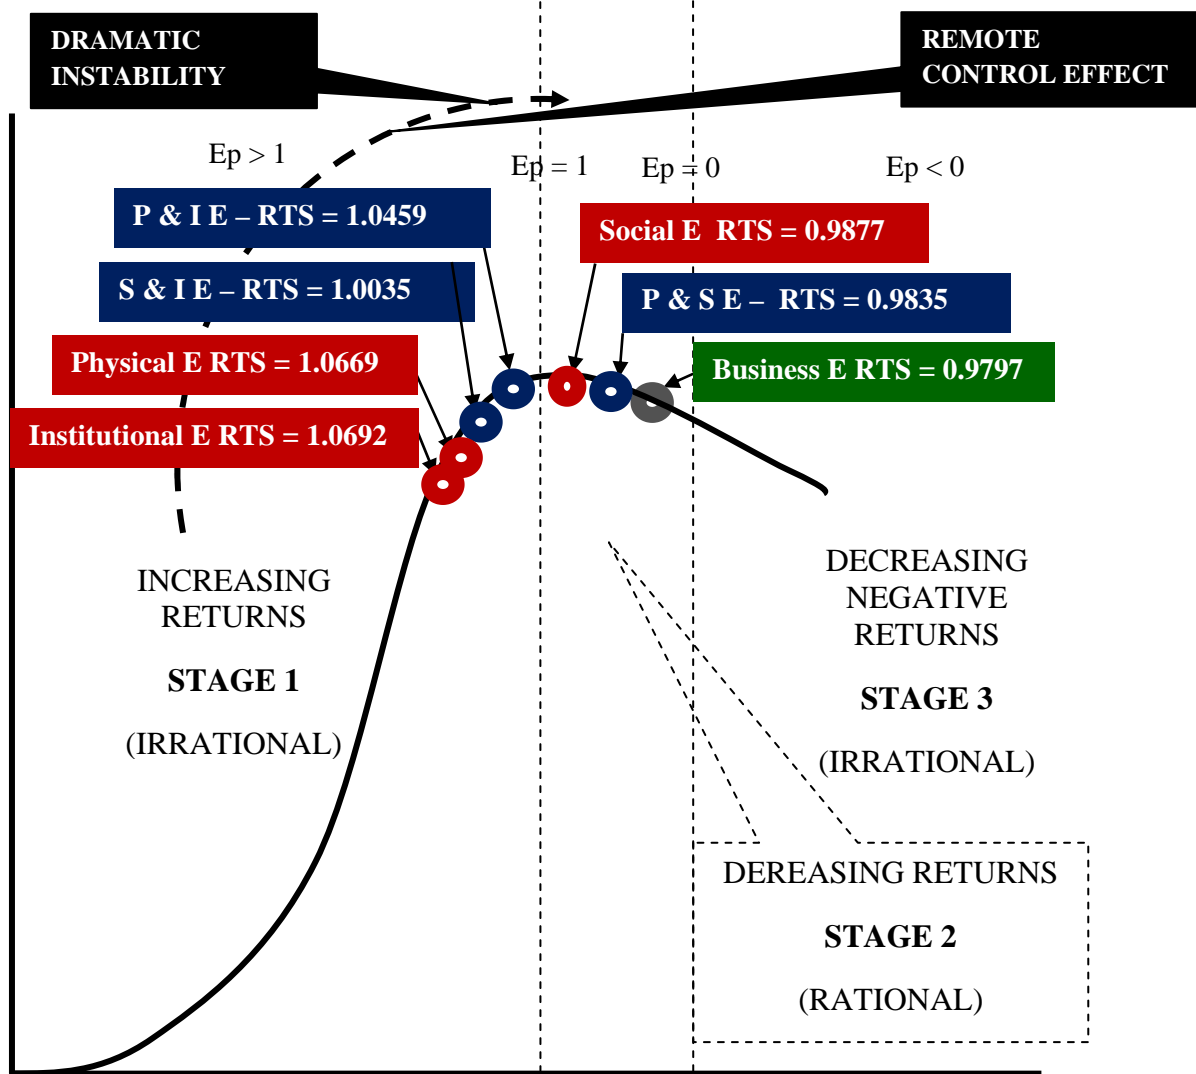 DRAMATIC
INSTABILITY
REMOTE
CONTROL EFFECT
Ep > 1
Ep = 1
Ep = 0
Ep < 0
P & I E – RTS = 1.0459
Social E RTS = 0.9877
S & I E – RTS = 1.0035
P & S E – RTS = 0.9835
Physical E RTS = 1.0669
Business E RTS = 0.9797
Institutional E RTS = 1.0692
INCREASING
RETURNS
STAGE 1
(IRRATIONAL)
DECREASING
NEGATIVE
RETURNS
STAGE 3
(IRRATIONAL)
DEREASING RETURNS
STAGE 2
(RATIONAL)